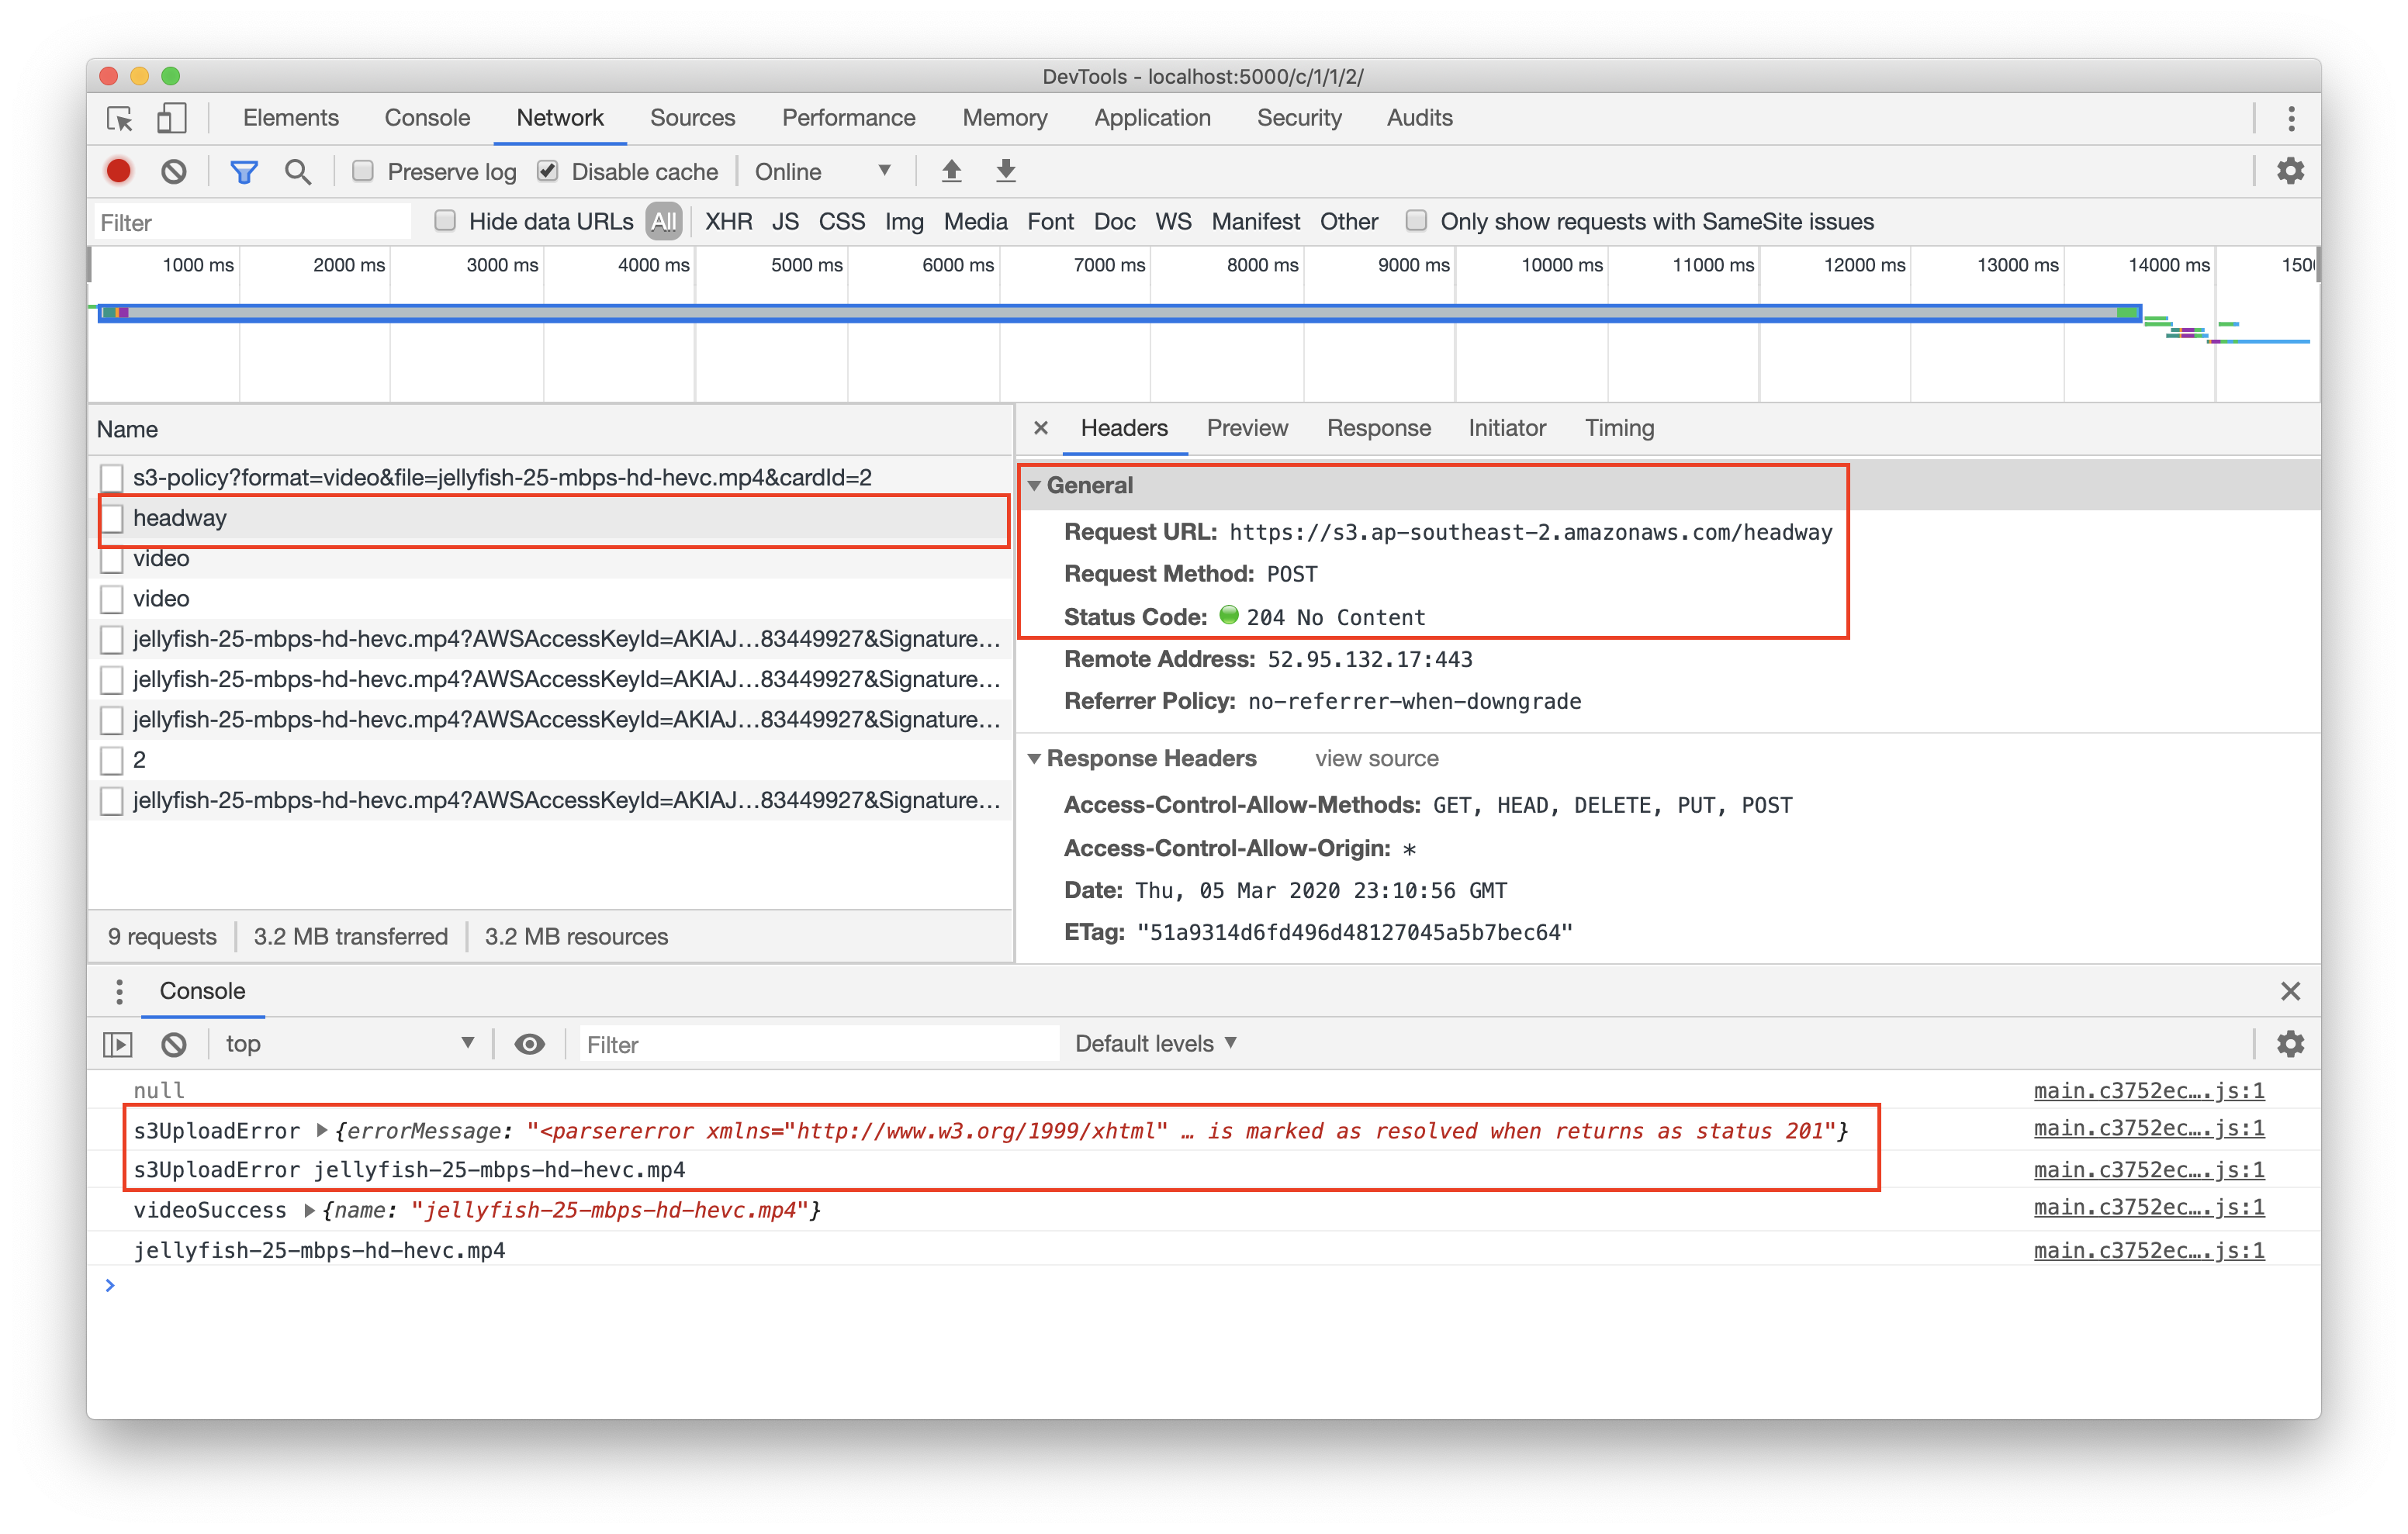 DevTools - localhost:5000/c/1/1/2/
Elements Console Network Sources Performance Memory Application Security Audits
Preserve log Disable cache Online
Filter Hide data URLs All XHR JS CSS Img Media Font Doc WS Manifest Other Only show requests with SameSite issues
1000 ms 2000 ms 3000 ms 4000 ms 5000 ms 6000 ms 7000 ms 8000 ms 9000 ms 10000 ms 11000 ms 12000 ms 13000 ms 14000 ms
Name
s3-policy?format=video&file=jellyfish-25-mbps-hd-hevc.mp4&cardId=2
headway
video
video
jellyfish-25-mbps-hd-hevc.mp4?AWSAccessKeyId=AKIAJ…83449927&Signature…
jellyfish-25-mbps-hd-hevc.mp4?AWSAccessKeyId=AKIAJ…83449927&Signature…
jellyfish-25-mbps-hd-hevc.mp4?AWSAccessKeyId=AKIAJ…83449927&Signature…
2
jellyfish-25-mbps-hd-hevc.mp4?AWSAccessKeyId=AKIAJ…83449927&Signature…
9 requests 3.2 MB transferred 3.2 MB resources
Headers Preview Response Initiator Timing
General
Request URL: https://s3.ap-southeast-2.amazonaws.com/headway
Request Method: POST
Status Code: 204 No Content
Remote Address: 52.95.132.17:443
Referrer Policy: no-referrer-when-downgrade
Response Headers view source
Access-Control-Allow-Methods: GET, HEAD, DELETE, PUT, POST
Access-Control-Allow-Origin: *
Date: Thu, 05 Mar 2020 23:10:56 GMT
ETag: "51a9314d6fd496d48127045a5b7bec64"
Console
top Filter Default levels
null main.c3752ec….js:1
s3UploadError {errorMessage: "<parsererror xmlns="http://www.w3.org/1999/xhtml" … is marked as resolved when returns as status 201"} main.c3752ec….js:1
s3UploadError jellyfish-25-mbps-hd-hevc.mp4 main.c3752ec….js:1
videoSuccess {name: "jellyfish-25-mbps-hd-hevc.mp4"} main.c3752ec….js:1
jellyfish-25-mbps-hd-hevc.mp4 main.c3752ec….js:1